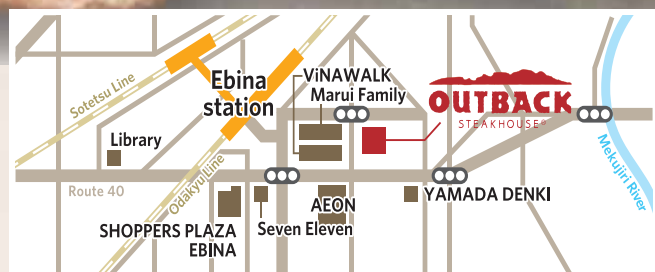 Sotetsu Line
Ebina
station
ViNAWALK
Marui Family
OUTBACK
STEAKHOUSE®
Library
Odakyu Line
Mekujiri River
Route 40
SHOPPERS PLAZA
EBINA
Seven Eleven
AEON
YAMADA DENKI